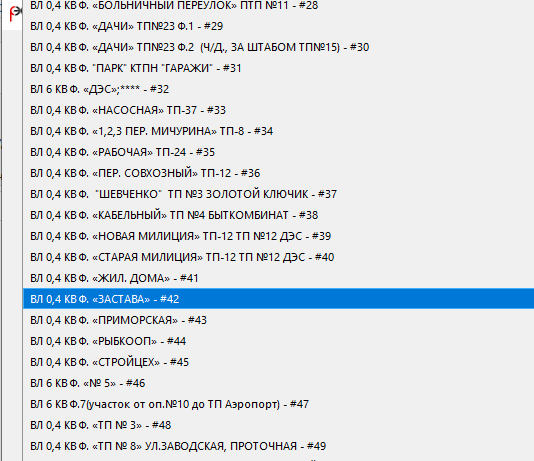 ВЛ 0,4 КВ Ф. «БОЛЬНИЧНЫЙ ПЕРЕУЛОК» ПТП №11 - #28
ВЛ 0,4 КВ Ф. «ДАЧИ» ТП№23 Ф.1 - #29
ВЛ 0,4 КВ Ф. «ДАЧИ» ТП№23 Ф.2  (Ч/Д., ЗА ШТАБОМ ТП№15) - #30
ВЛ 0,4 КВ Ф. "ПАРК" КТПН "ГАРАЖИ" - #31
ВЛ 6 КВ Ф. «ДЭС»;**** - #32
ВЛ 0,4 КВ Ф. «НАСОСНАЯ» ТП-37 - #33
ВЛ 0,4 КВ Ф. «1,2,3 ПЕР. МИЧУРИНА» ТП-8 - #34
ВЛ 0,4 КВ Ф. «РАБОЧАЯ» ТП-24 - #35
ВЛ 0,4 КВ Ф. «ПЕР. СОВХОЗНЫЙ» ТП-12 - #36
ВЛ 0,4 КВ Ф.  "ШЕВЧЕНКО"  ТП №3 ЗОЛОТОЙ КЛЮЧИК - #37
ВЛ 0,4 КВ Ф. «КАБЕЛЬНЫЙ» ТП №4 БЫТКОМБИНАТ - #38
ВЛ 0,4 КВ Ф. «НОВАЯ МИЛИЦИЯ» ТП-12 ТП №12 ДЭС - #39
ВЛ 0,4 КВ Ф. «СТАРАЯ МИЛИЦИЯ» ТП-12 ТП №12 ДЭС - #40
ВЛ 0,4 КВ Ф. «ЖИЛ. ДОМА» - #41
ВЛ 0,4 КВ Ф. «ЗАСТАВА» - #42
ВЛ 0,4 КВ Ф. «ПРИМОРСКАЯ» - #43
ВЛ 0,4 КВ Ф. «РЫБКООП» - #44
ВЛ 0,4 КВ Ф. «СТРОЙЦЕХ» - #45
ВЛ 6 КВ Ф. «№ 5» - #46
ВЛ 6 КВ Ф.7(участок от оп.№10 до ТП Аэропорт) - #47
ВЛ 0,4 КВ Ф. «ТП № 3» - #48
ВЛ 0,4 КВ Ф. «ТП № 8» УЛ.ЗАВОДСКАЯ, ПРОТОЧНАЯ - #49